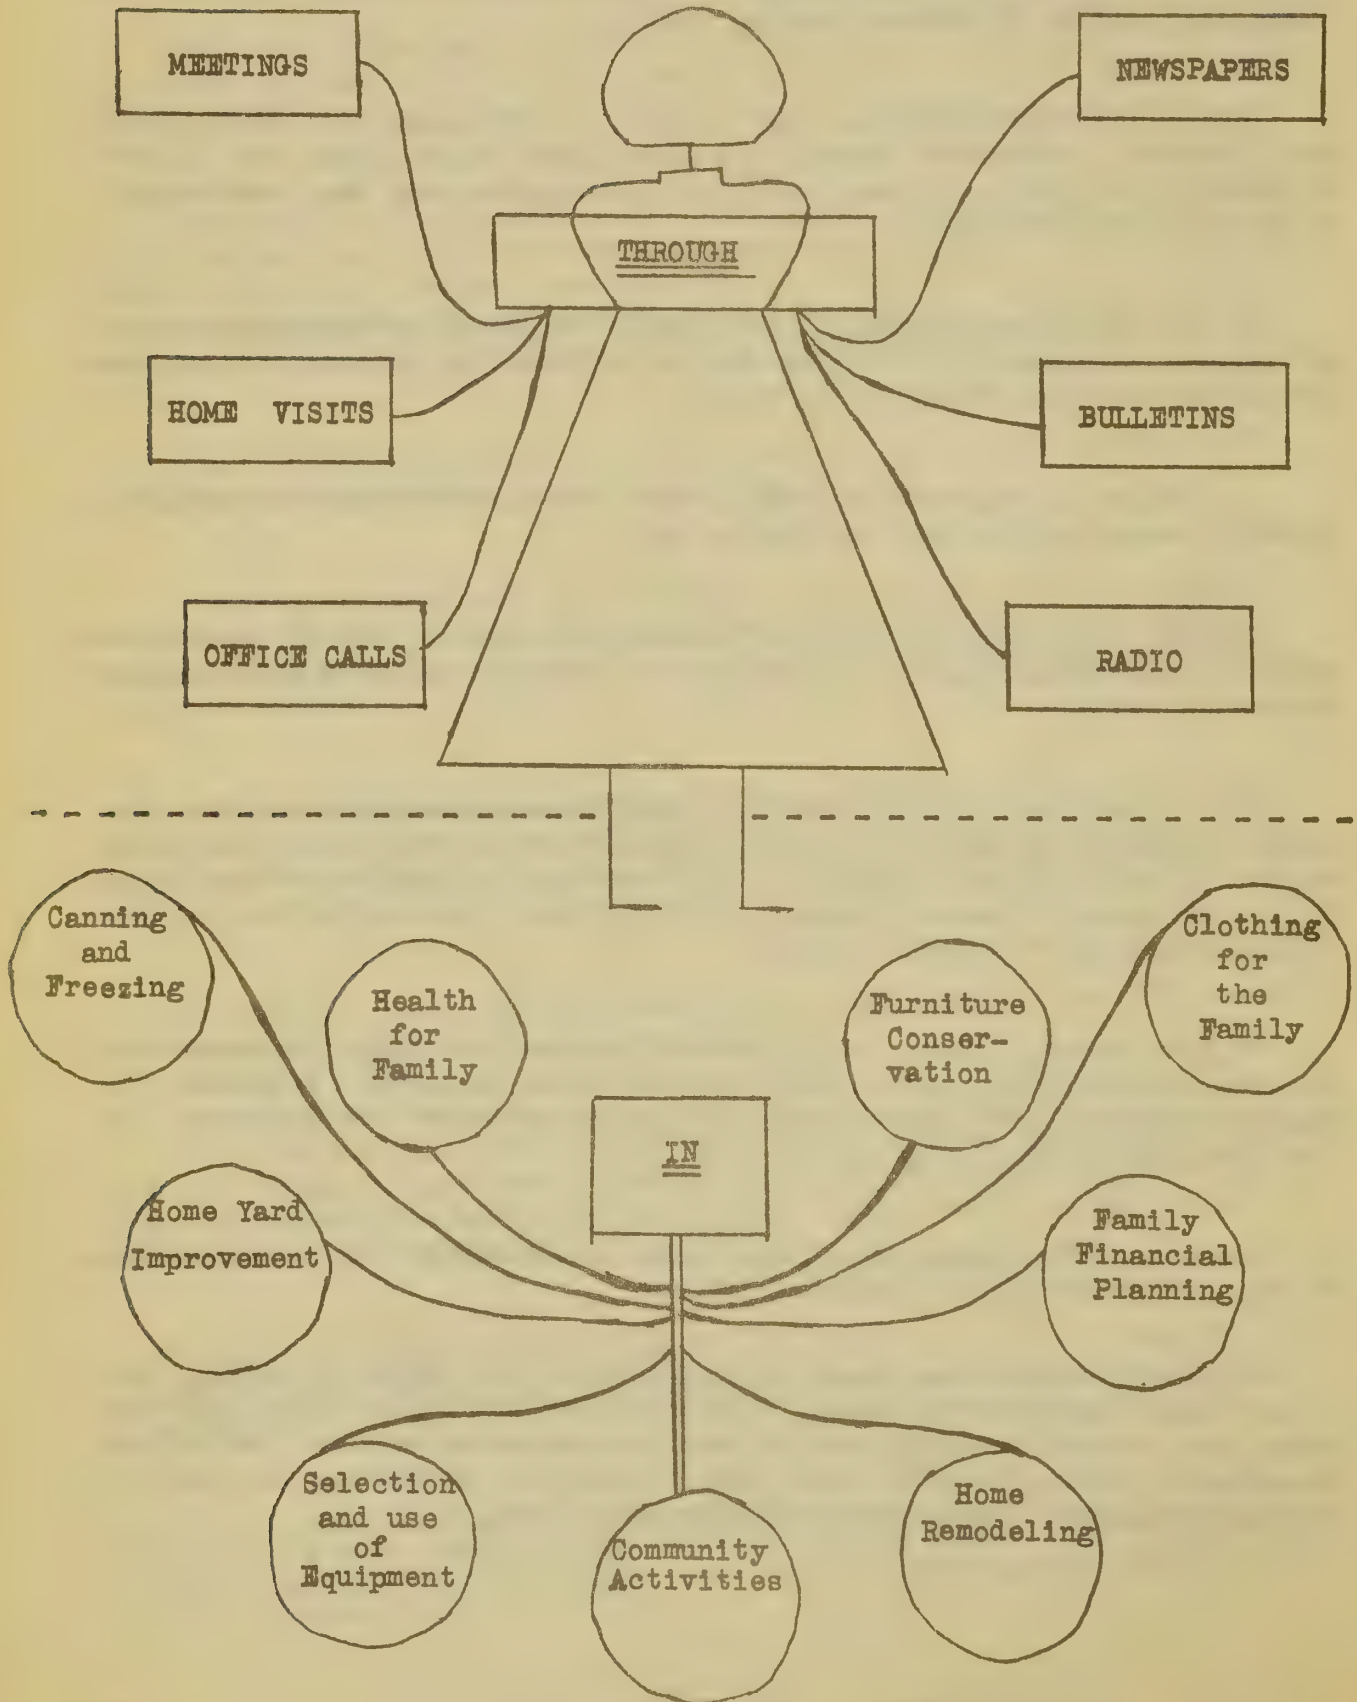 MEETINGS
NEWSPAPERS
THROUGH
HOME VISITS
BULLETINS
OFFICE CALLS
RADIO
Canning
and
Freezing
Health
for
Family
Furniture
Conser-
vation
Clothing
for
the
Family
IN
Home Yard
Improvement
Family
Financial
Planning
Selection
and use
of
Equipment
Community
Activities
Home
Remodeling